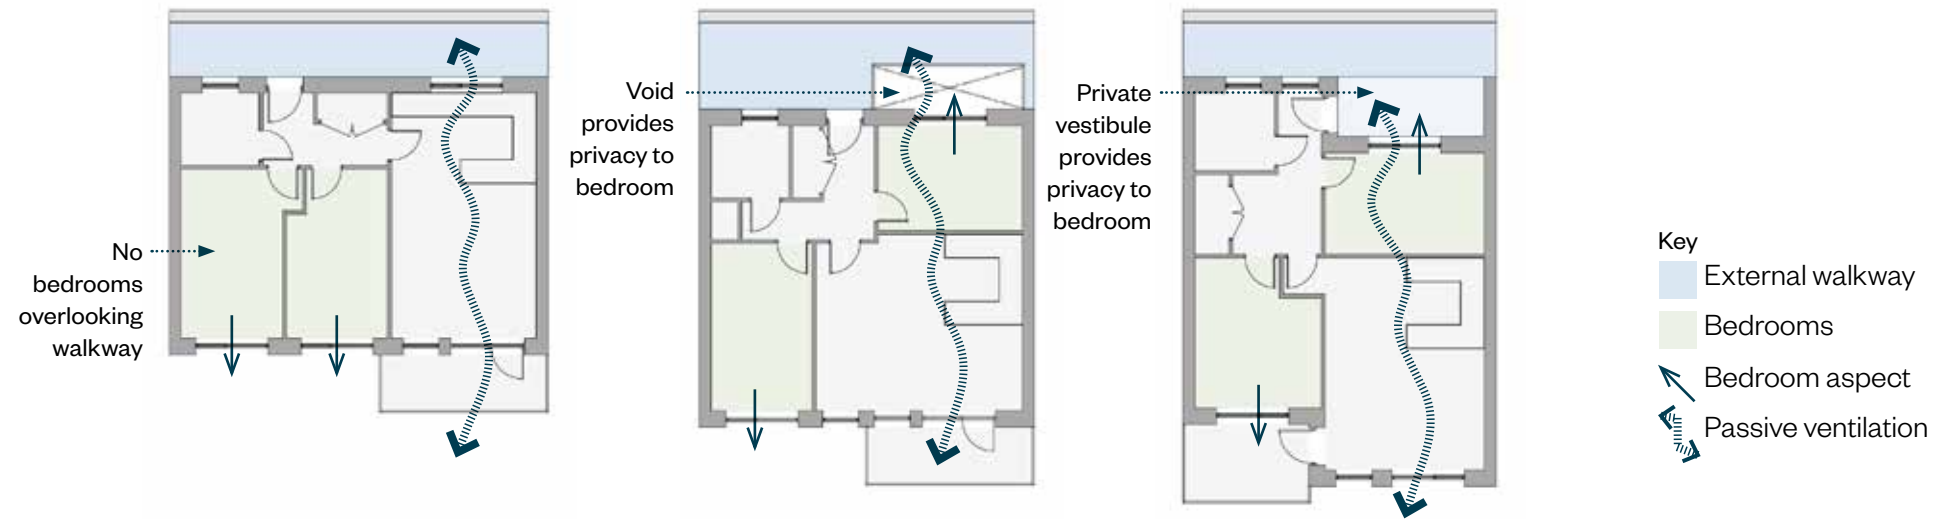 No
bedrooms
overlooking
walkway
Void
provides
privacy to
bedroom
Private
vestibule
provides
privacy to
bedroom
Key
External walkway
Bedrooms
Bedroom aspect
Passive ventilation